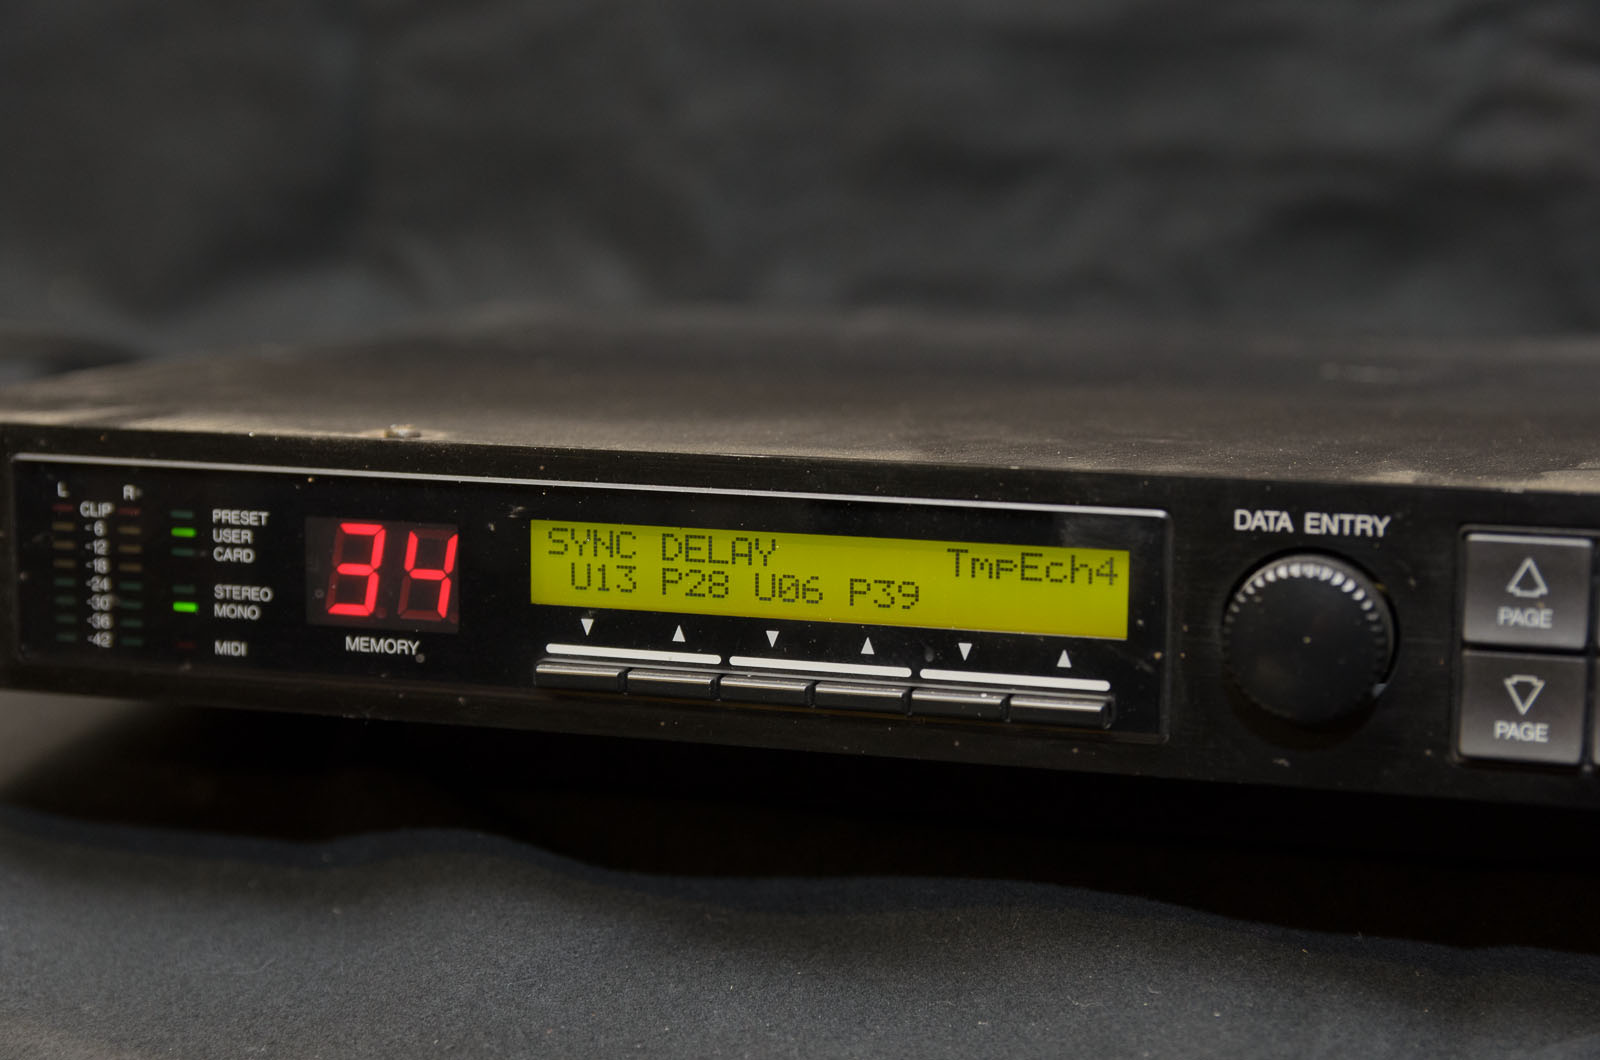 L R
CLIP
-6
-12
-18
-24
-30
-36
-42
PRESET
USER
CARD
STEREO
MONO
MIDI
34
MEMORY
SYNC DELAY TmpEch4
U13 P28 U06 P39
DATA ENTRY
PAGE
PAGE